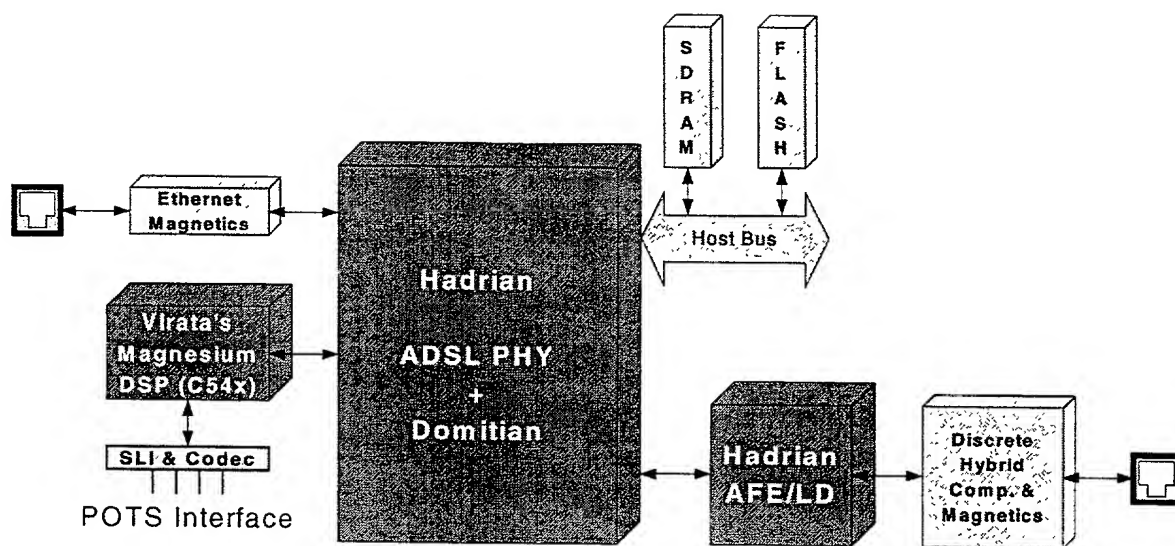 S
D
R
A
M
F
L
A
S
H
Ethernet
Magnetics
Host Bus
Hadrian
ADSL PHY
+
Domitian
Virata's
Magnesium
DSP (C54x)
SLI & Codec
POTS Interface
Hadrian
AFE/LD
Discrete
Hybrid
Comp. &
Magnetics